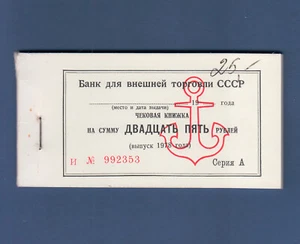 25,-
Банк для внешней торговли СССР
19 года
(место и дата выдачи)
ЧЕКОВАЯ КНИЖКА
НА СУММУ ДВАДЦАТЬ ПЯТЬ РУБЛЕЙ
(выпуск 1978 года)
И № 992353
Серия А